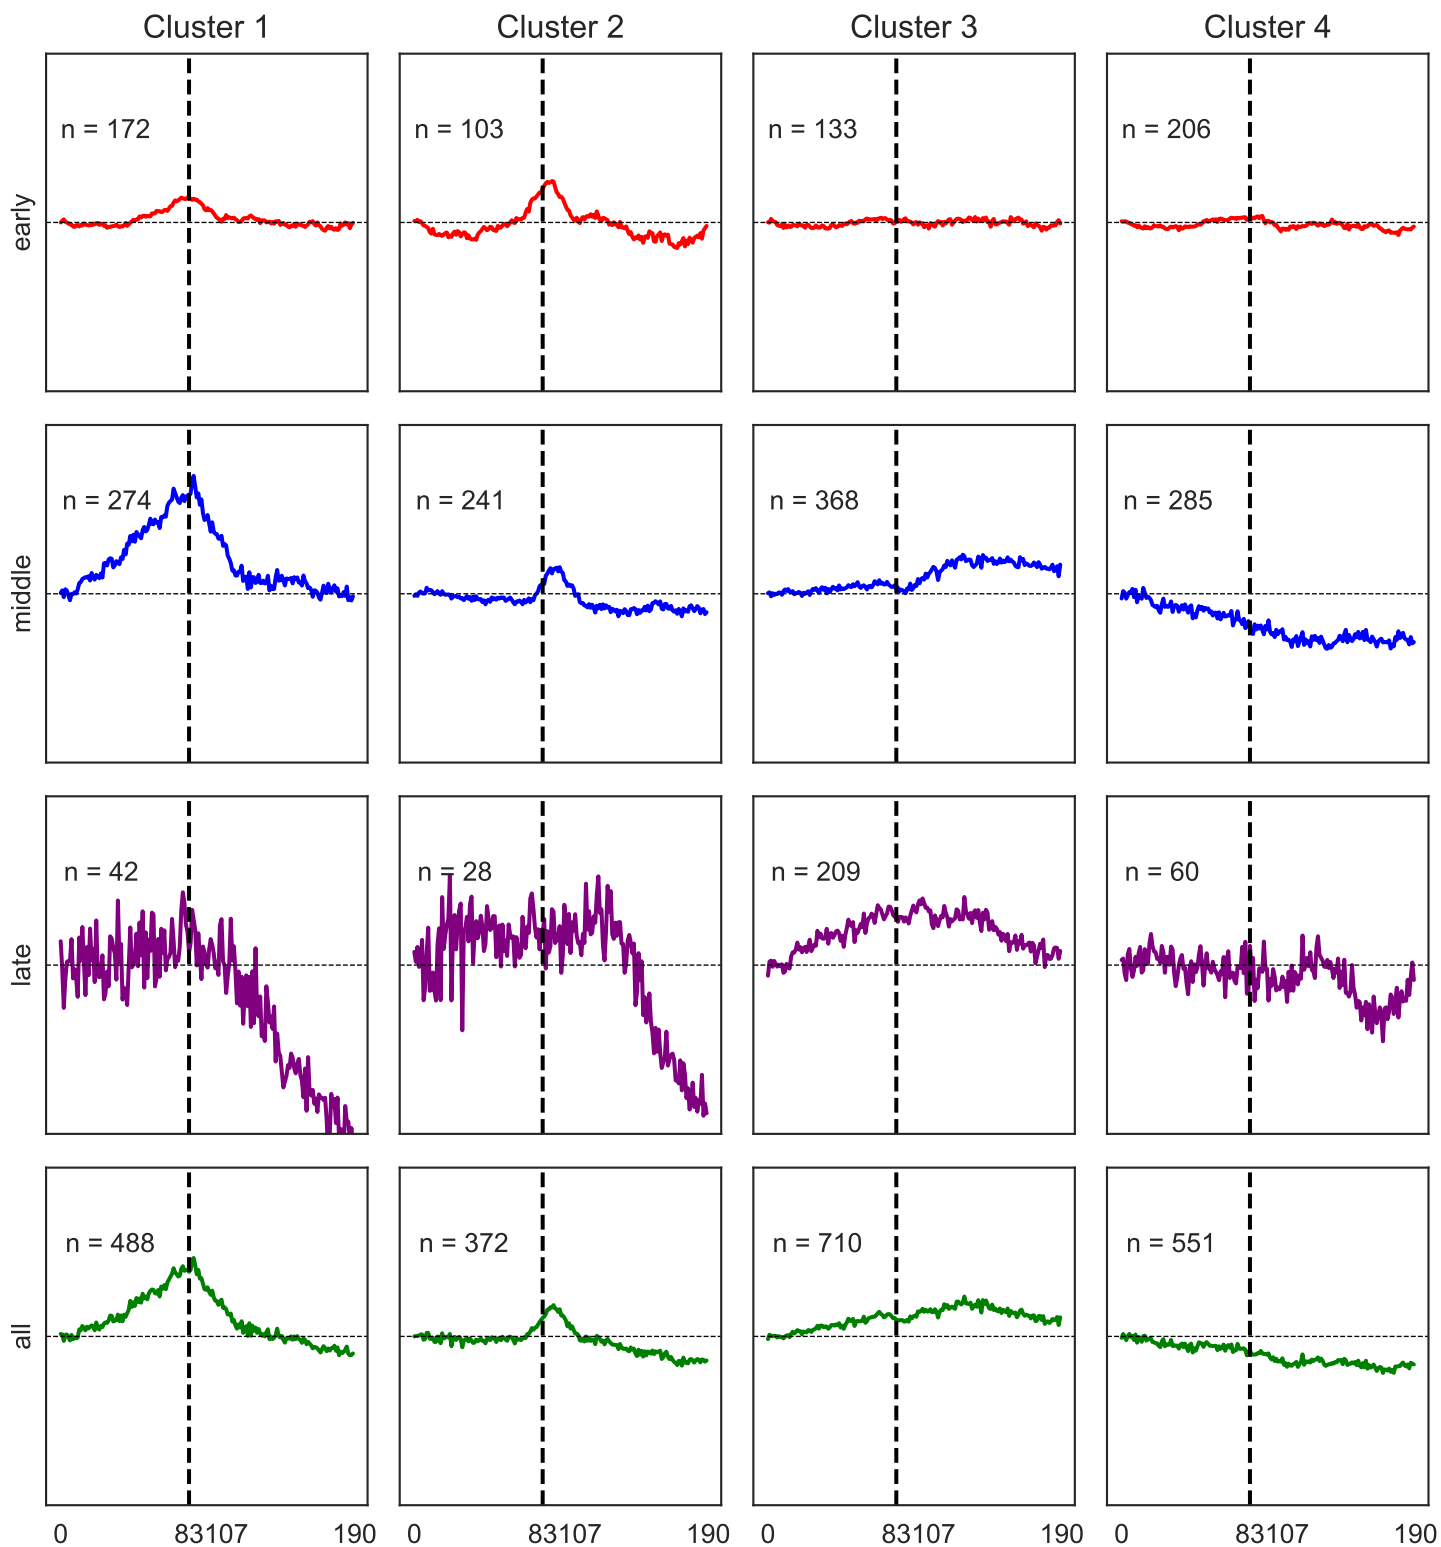 Cluster 1 Cluster 2 Cluster 3 Cluster 4
early
n = 172 n = 103 n = 133 n = 206
middle
n = 274 n = 241 n = 368 n = 285
late
n = 42 n = 28 n = 209 n = 60
all
n = 488 n = 372 n = 710 n = 551
0 83107 190 0 83107 190 0 83107 190 0 83107 190